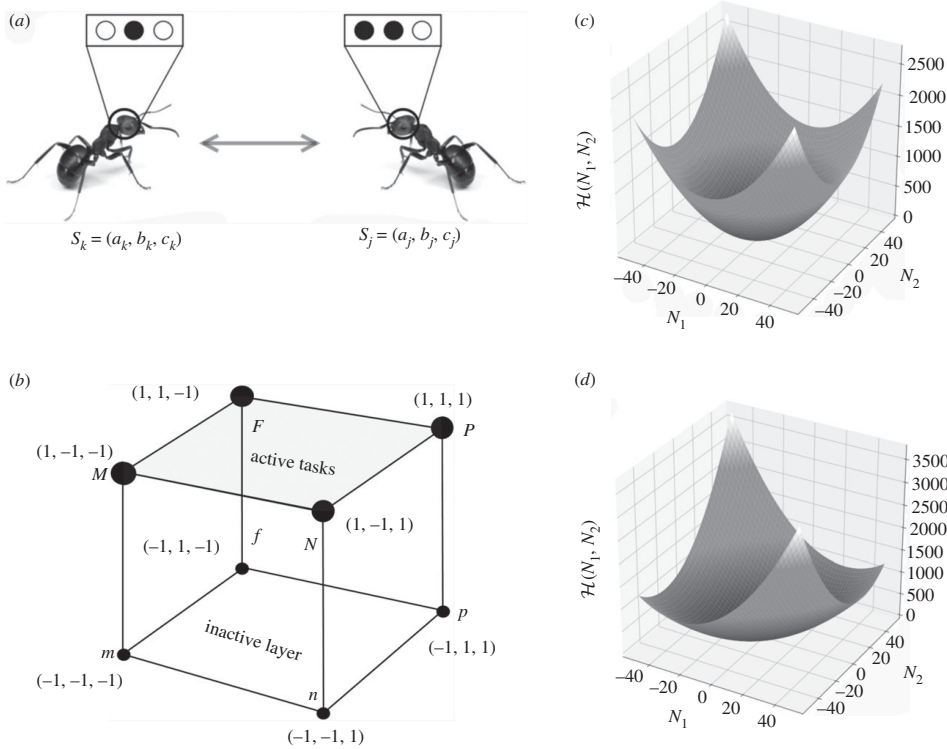 (a)
S_k = (a_k, b_k, c_k)
S_j = (a_j, b_j, c_j)
(b)
(1, 1, –1)
(1, 1, 1)
F
P
(1, –1, –1)
active tasks
M
(1, –1, 1)
(–1, 1, –1)
f
N
inactive layer
p
m
(–1, 1, 1)
(–1, –1, –1)
n
(–1, –1, 1)
(c)
2500
2000
1500
1000
500
0
ℋ(N_1, N_2)
40
20
0
–20
–40
N_2
–40
–20
0
20
40
N_1
(d)
3500
3000
2500
2000
1500
1000
500
0
ℋ(N_1, N_2)
40
20
0
–20
–40
N_2
–40
–20
0
20
40
N_1